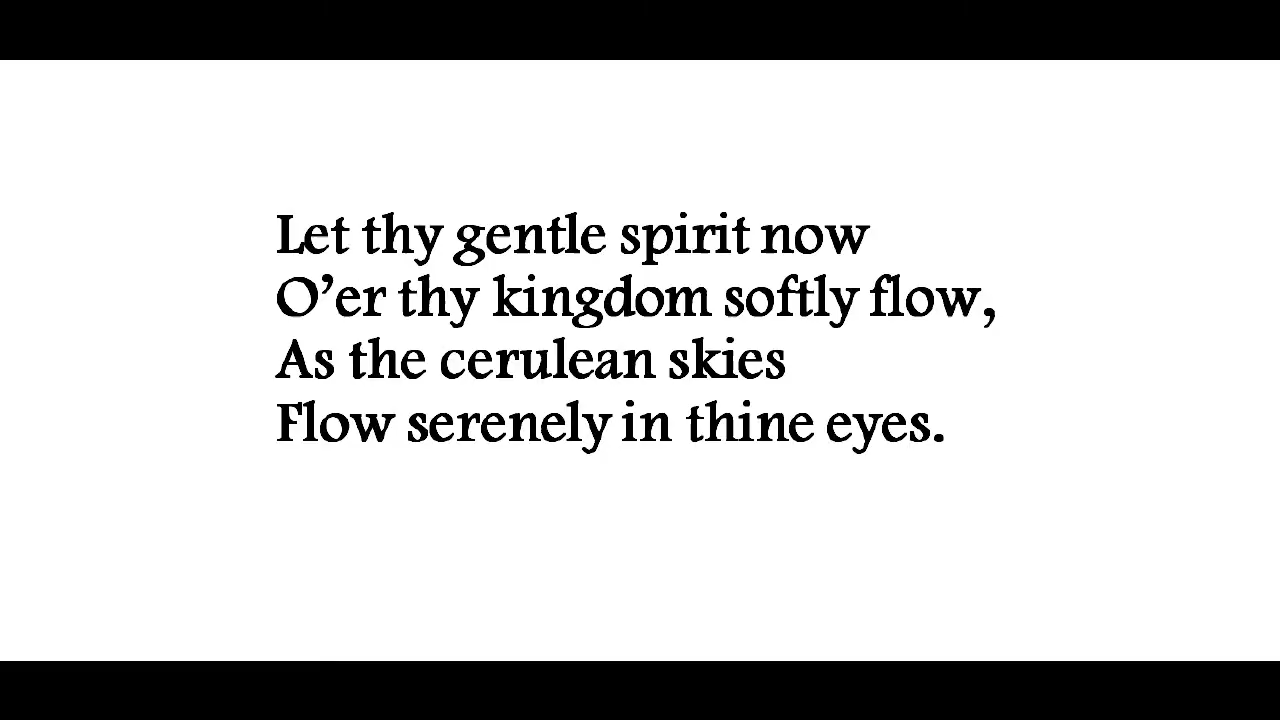 Let thy gentle spirit now
O’er thy kingdom softly flow,
As the cerulean skies
Flow serenely in thine eyes.